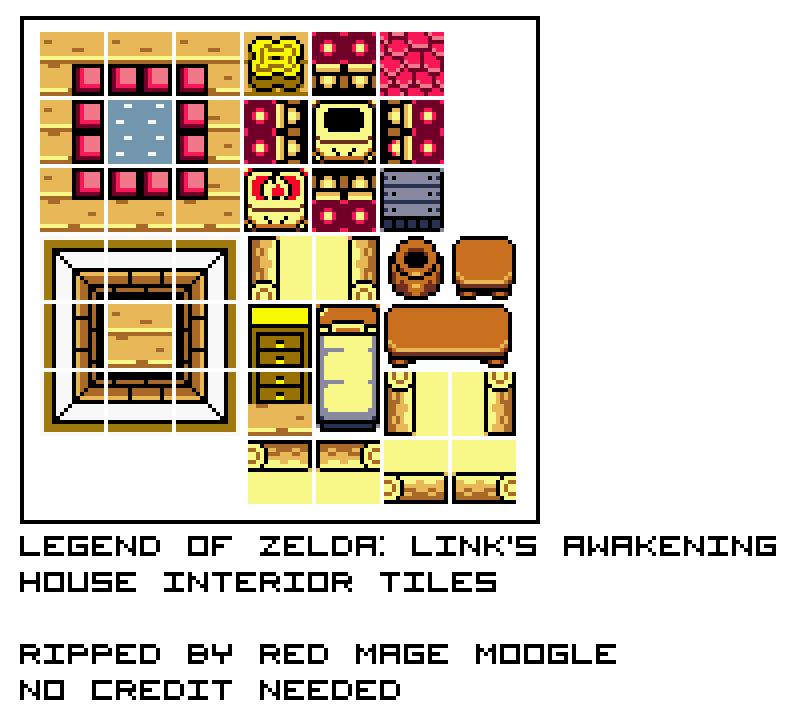 LEGEND OF ZELDA: LINK'S AWAKENING
HOUSE INTERIOR TILES
RIPPED BY RED MAGE MOOGLE
NO CREDIT NEEDED